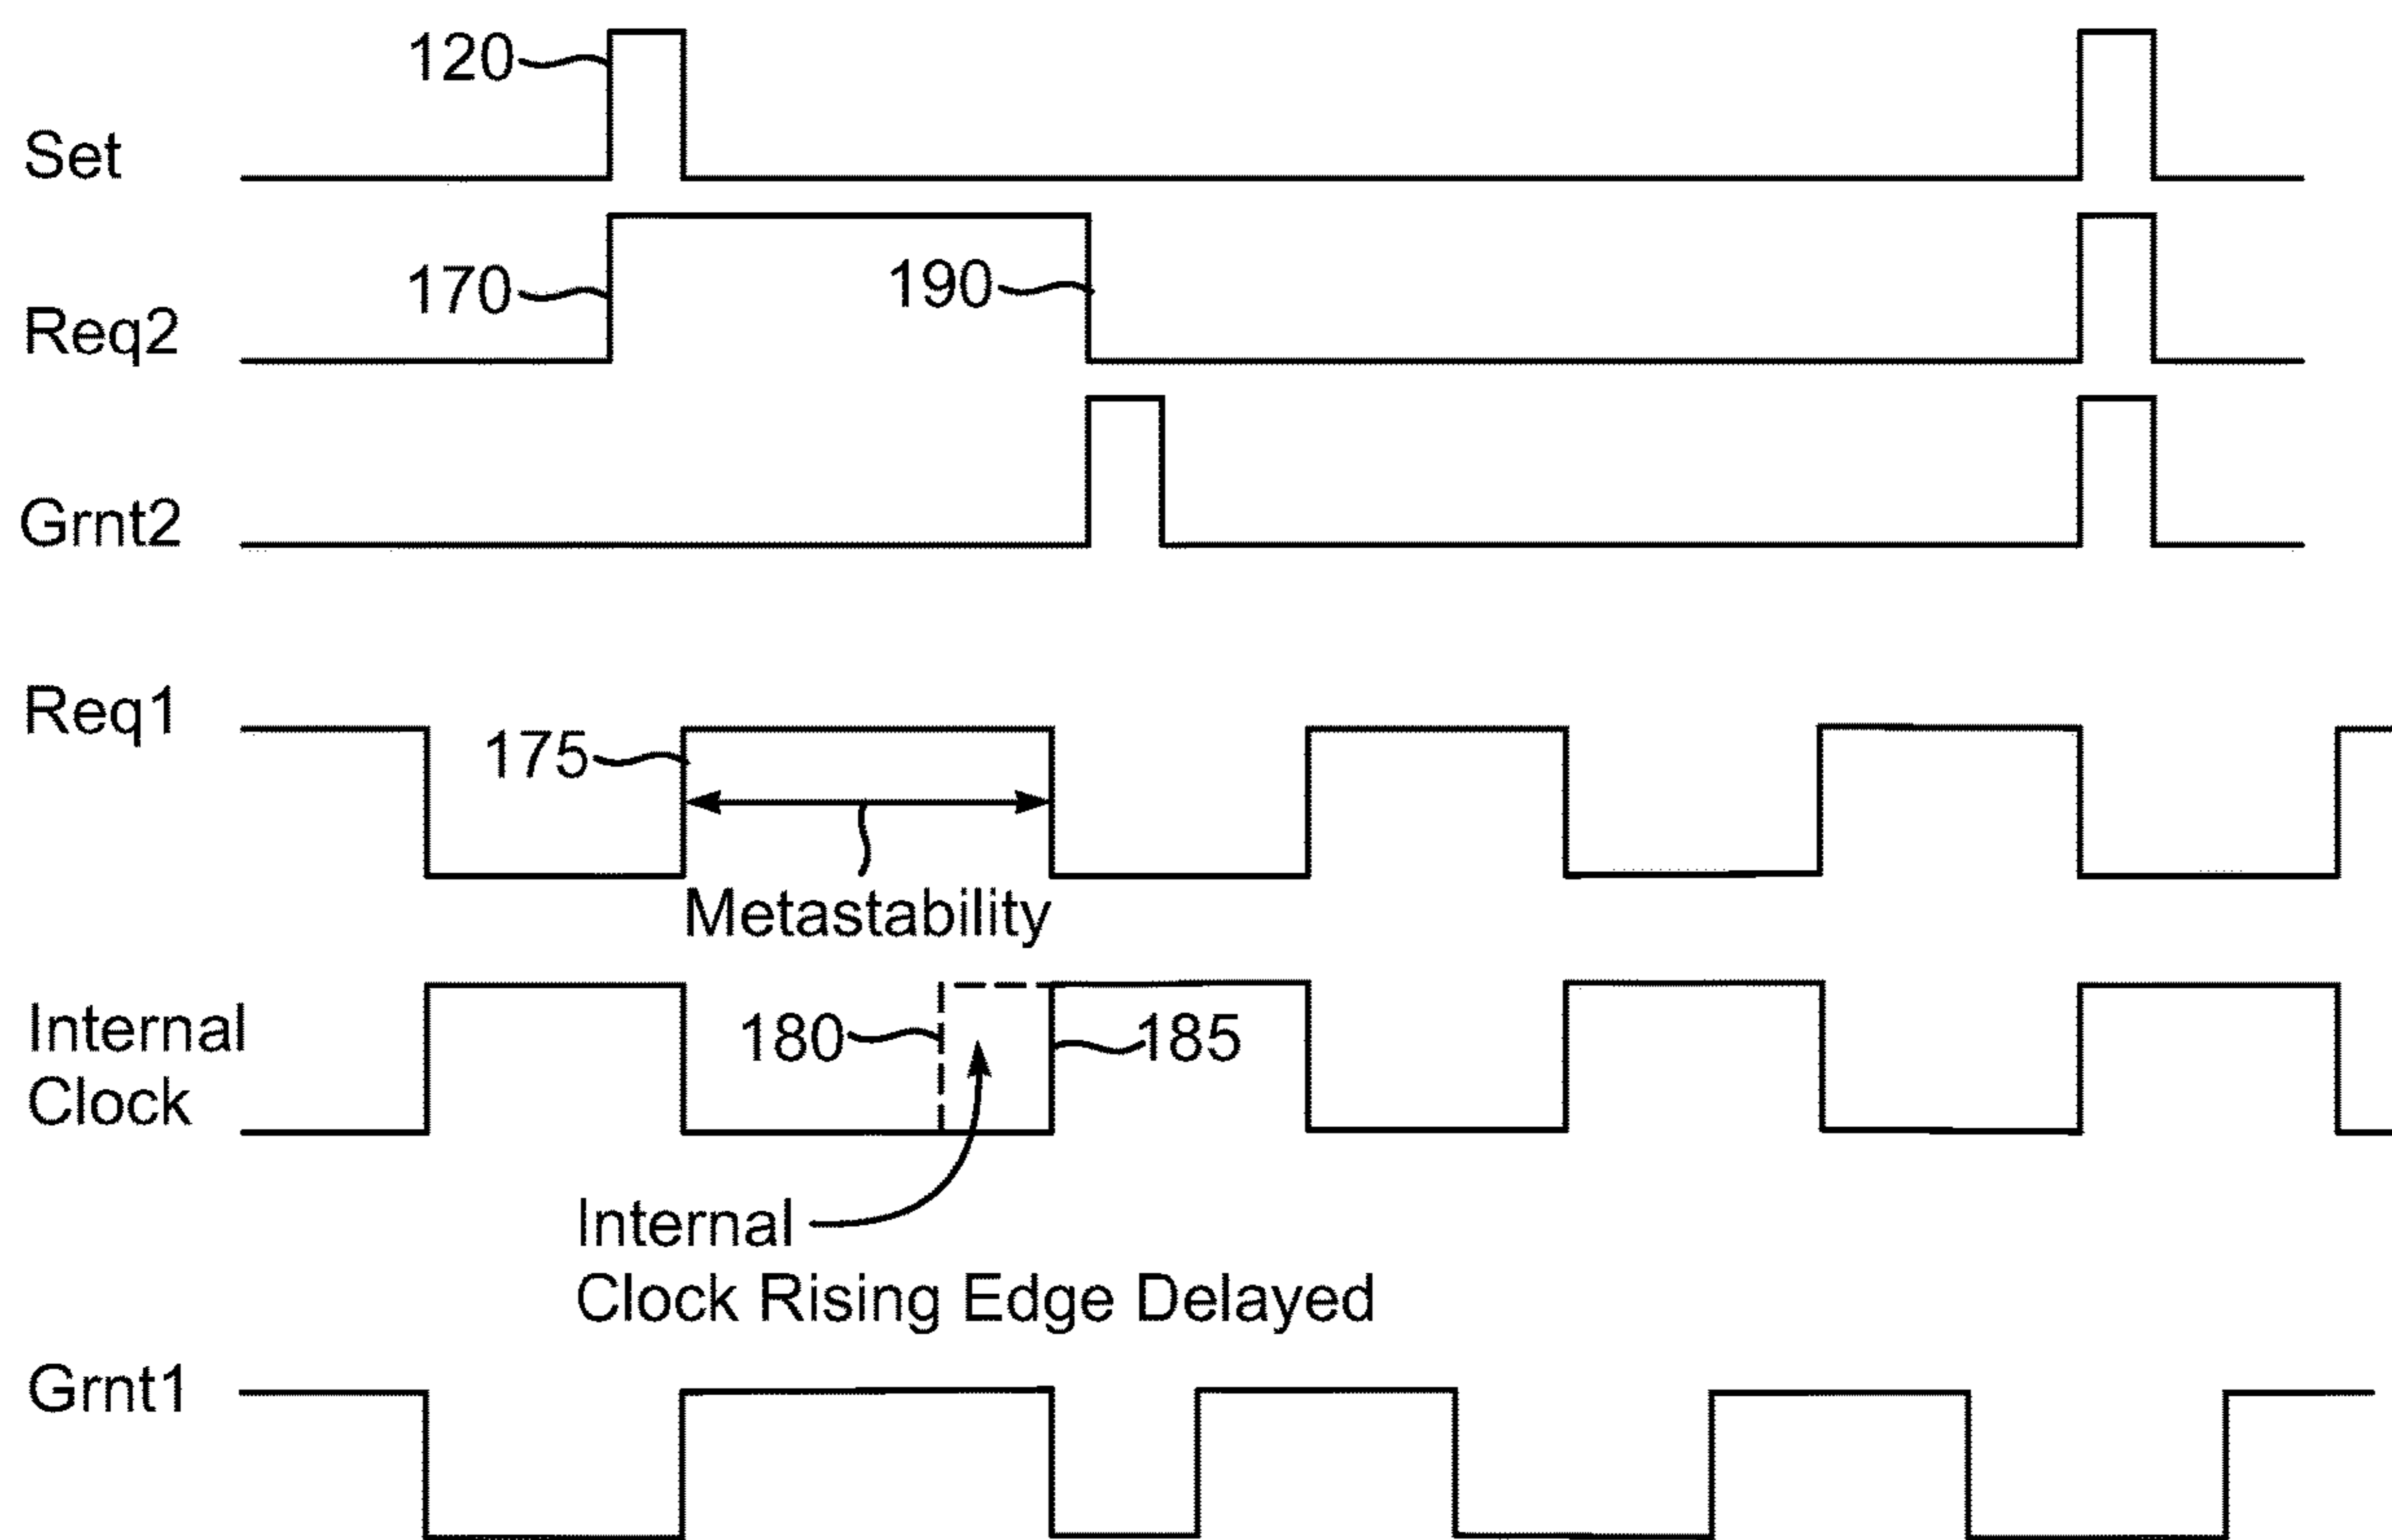 120
Set
170
190
Req2
Grnt2
Req1
175
Metastability
Internal
Clock
180
185
Internal
Clock Rising Edge Delayed
Grnt1